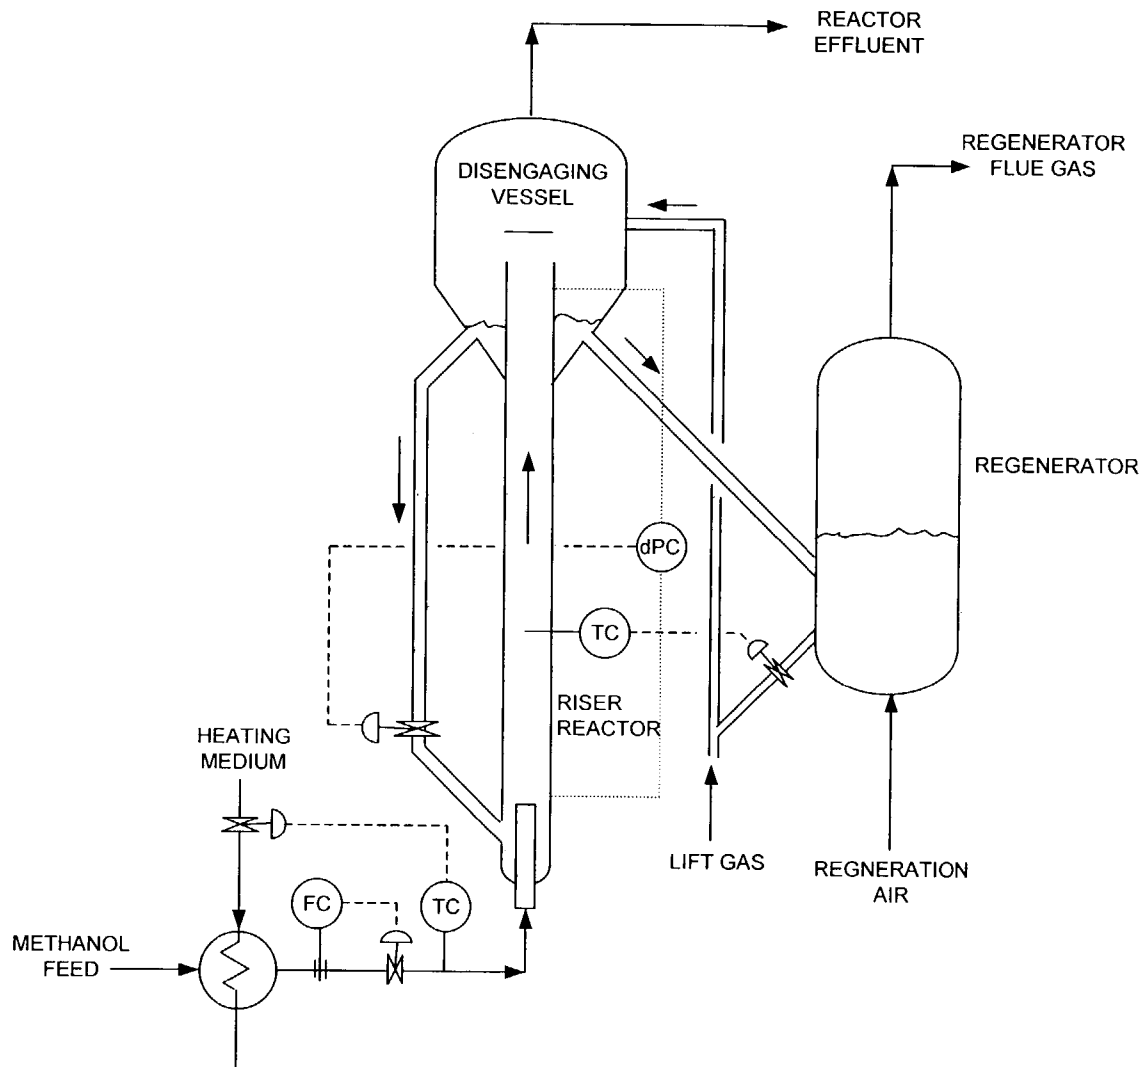 REACTOR
EFFLUENT
REGENERATOR
FLUE GAS
DISENGAGING
VESSEL
REGENERATOR
dPC
TC
RISER
REACTOR
HEATING
MEDIUM
LIFT GAS
REGNERATION
AIR
FC
TC
METHANOL
FEED